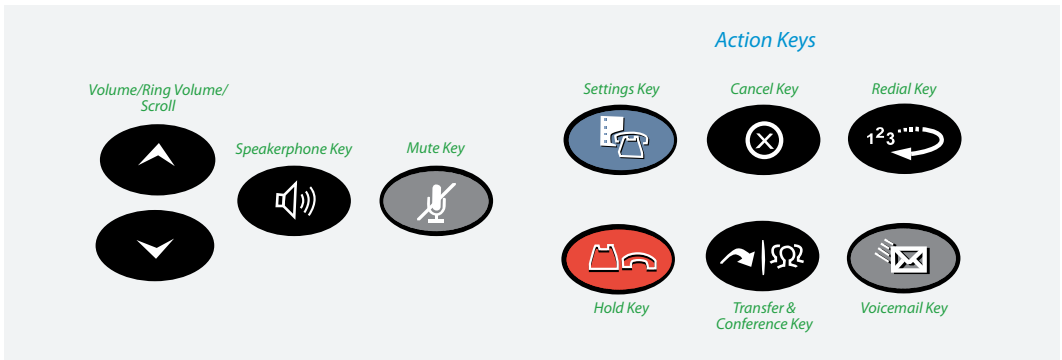 Action Keys
Volume/Ring Volume/
Scroll
Speakerphone Key
Mute Key
Settings Key
Cancel Key
Redial Key
123
Hold Key
Transfer &
Conference Key
Voicemail Key